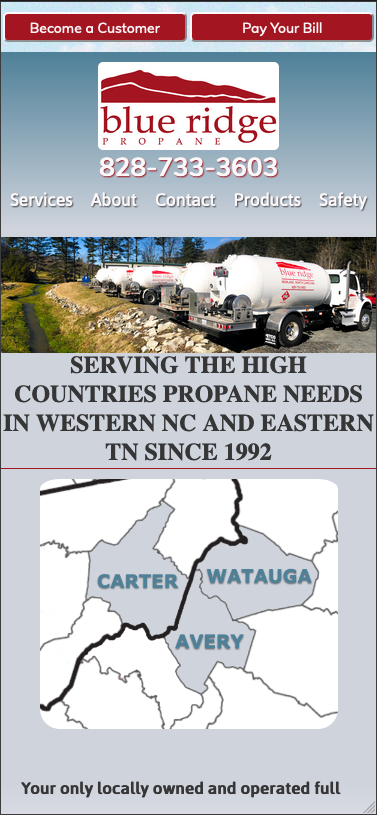 Become a Customer
Pay Your Bill
blue ridge
PROPANE
828-733-3603
Services About Contact Products Safety
blue ridge
SERVING THE HIGH
COUNTRIES PROPANE NEEDS
IN WESTERN NC AND EASTERN
TN SINCE 1992
CARTER
WATAUGA
AVERY
Your only locally owned and operated full